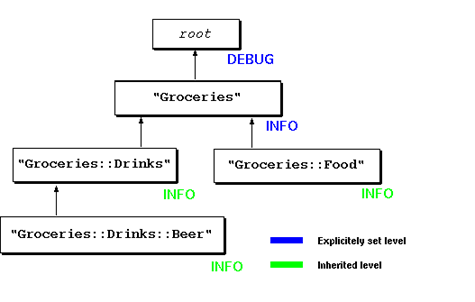 root
DEBUG
"Groceries"
INFO
"Groceries::Drinks"
"Groceries::Food"
INFO
INFO
"Groceries::Drinks::Beer"
INFO
Explicitely set level
Inherited level